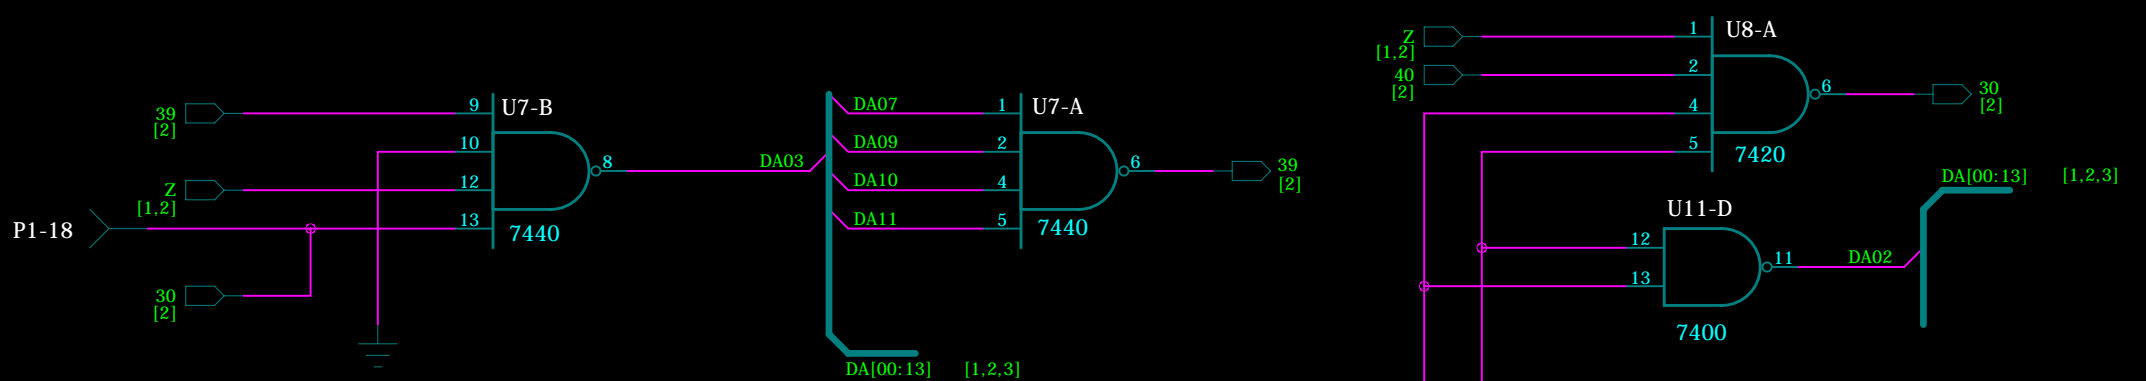 39
[2]
9
U7-B
10
8
Z
[1,2]
12
P1-18
13
7440
30
[2]
DA03
DA07
1
U7-A
DA09
2
6
39
[2]
DA10
4
DA11
5
7440
DA[00:13] [1,2,3]
Z
[1,2]
1
U8-A
40
[2]
2
6
30
[2]
4
5
7420
DA[00:13] [1,2,3]
U11-D
12
11
DA02
13
7400